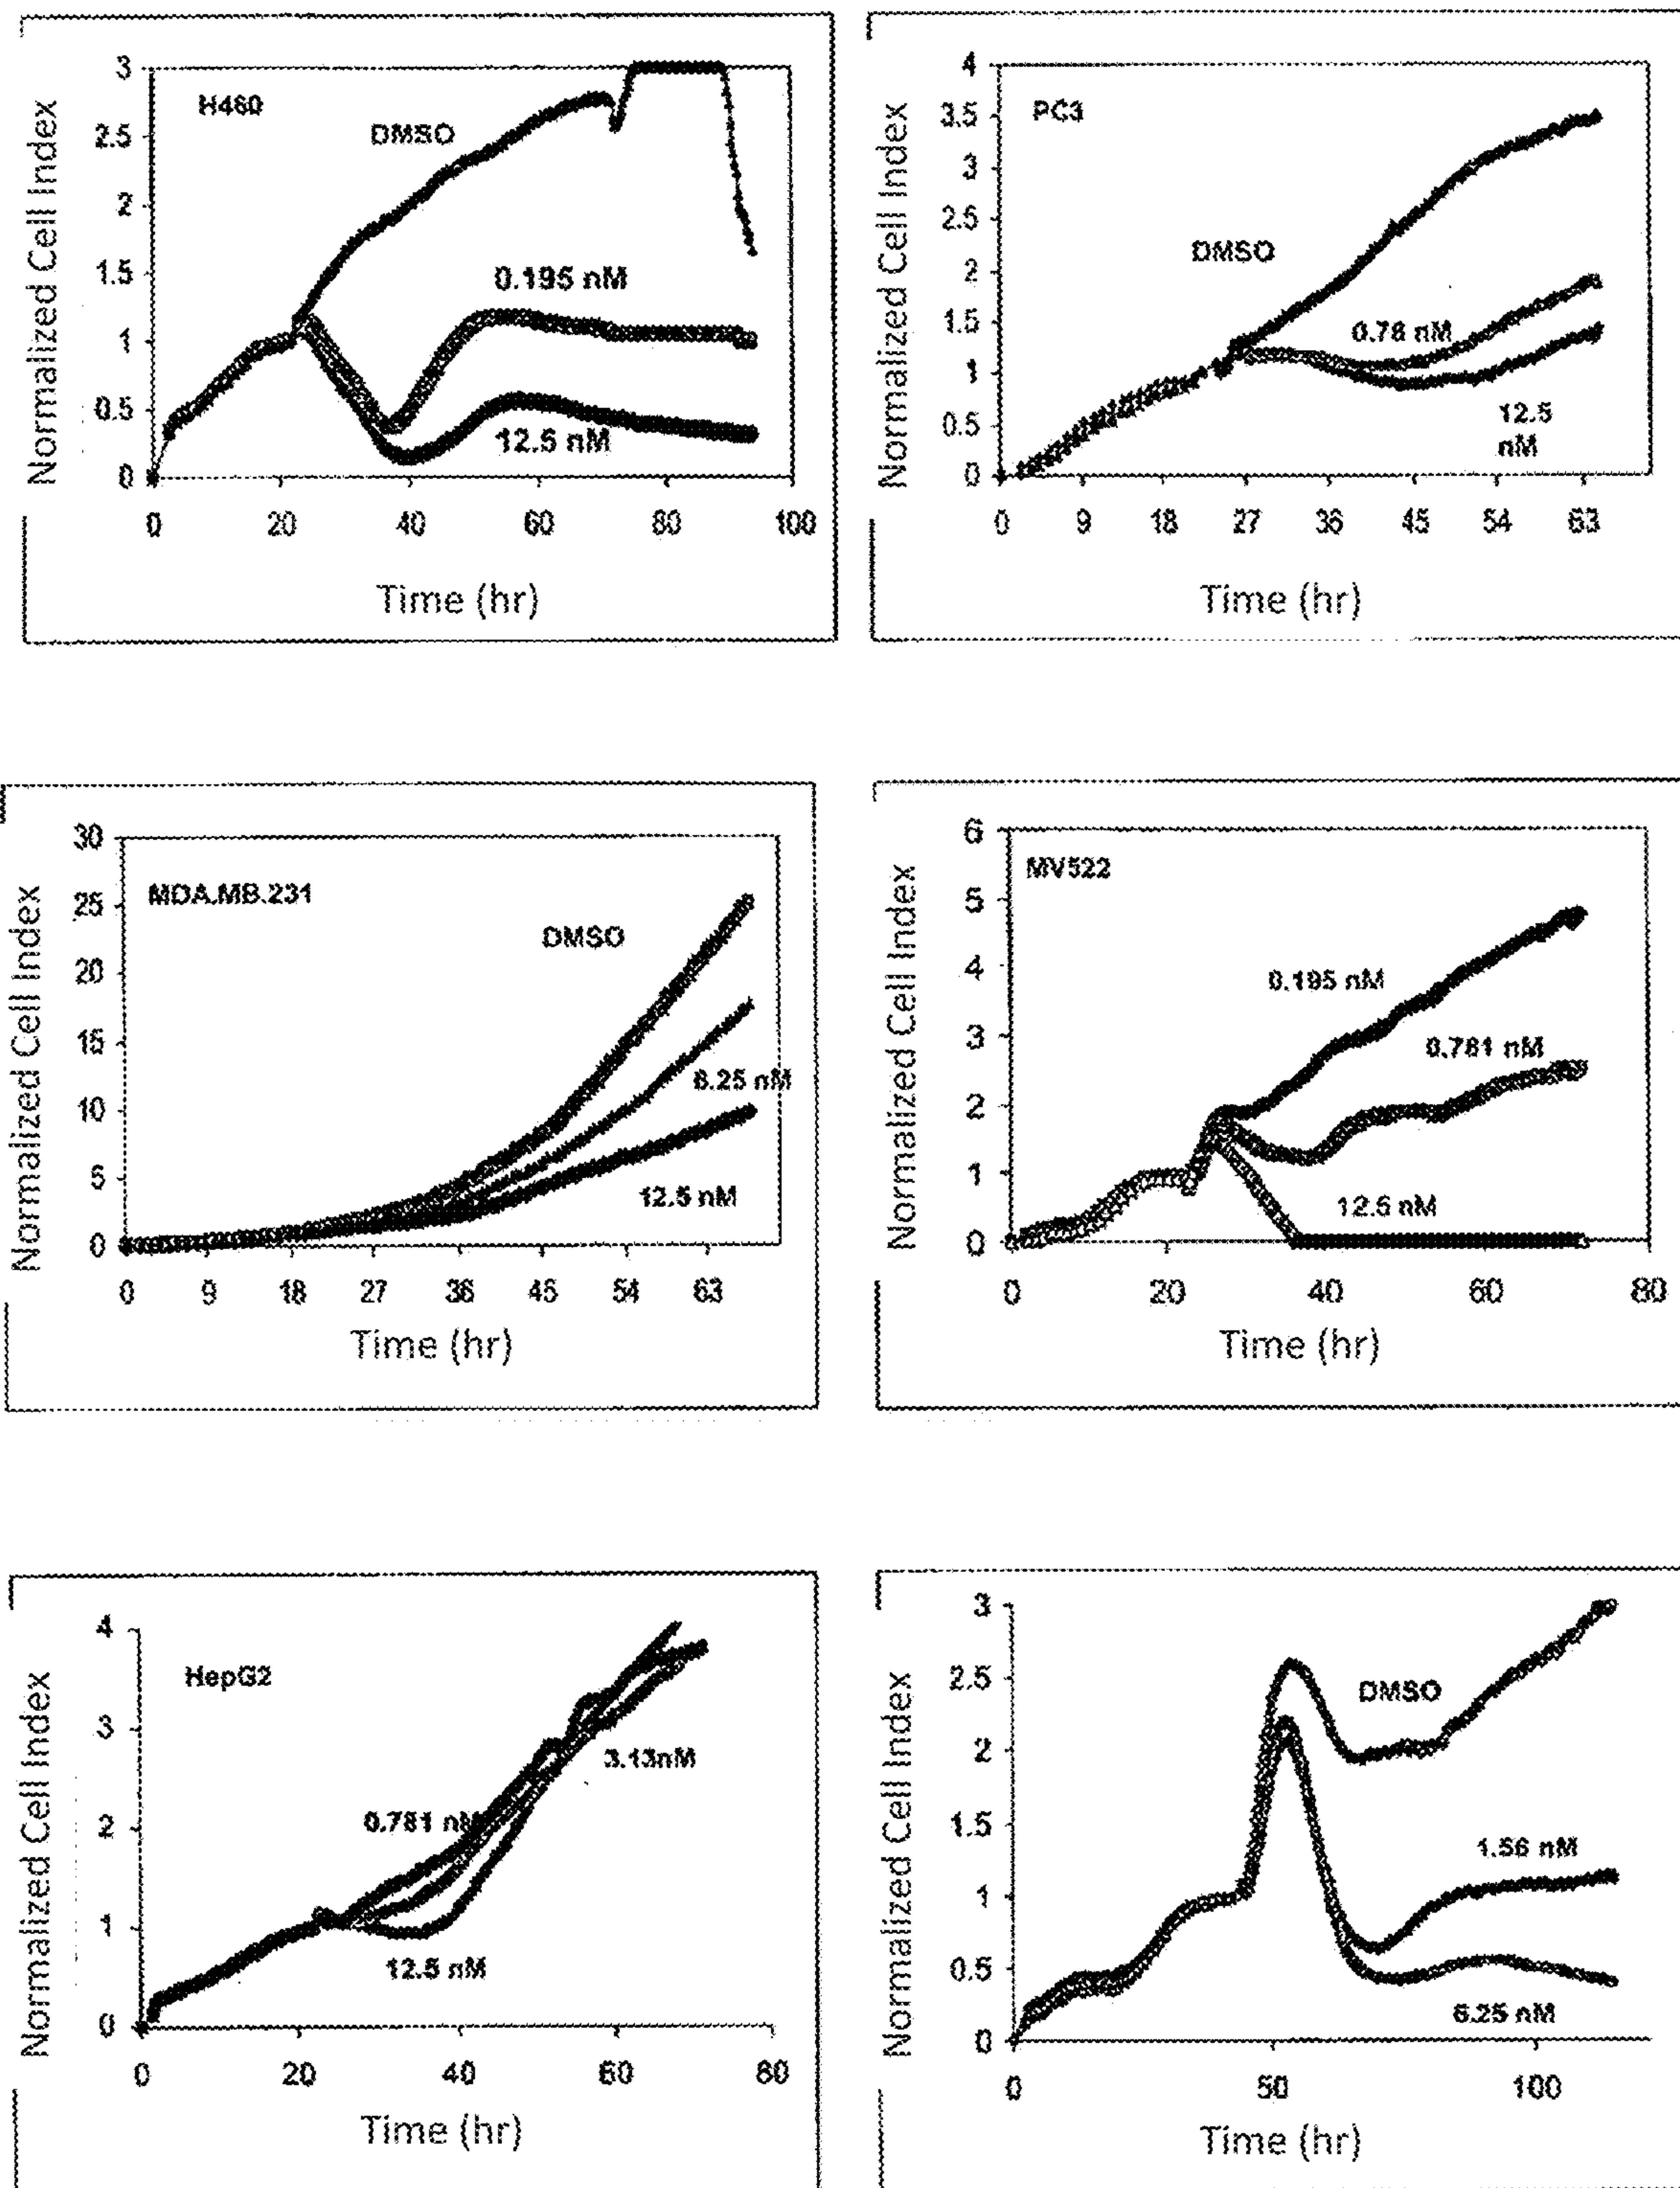 Normalized Cell Index
3
2.5
2
1.5
1
0.5
0
H460
DMSO
0.195 nM
12.5 nM
0 20 40 60 80 100
Time (hr)
Normalized Cell Index
4
3.5
3
2.5
2
1.5
1
0.5
0
PC3
DMSO
0.78 nM
12.5
nM
0 9 18 27 36 45 54 63
Time (hr)
Normalized Cell Index
30
25
20
15
10
5
0
MDA.MB.231
DMSO
6.25 nM
12.5 nM
0 9 18 27 36 45 54 63
Time (hr)
Normalized Cell Index
6
5
4
3
2
1
0
MV522
0.195 nM
0.781 nM
12.5 nM
0 20 40 60 80
Time (hr)
Normalized Cell Index
4
3
2
1
0
HepG2
3.13nM
0.781 nM
12.5 nM
0 20 40 60 80
Time (hr)
Normalized Cell Index
3
2.5
2
1.5
1
0.5
0
DMSO
1.56 nM
6.25 nM
0 50 100
Time (hr)